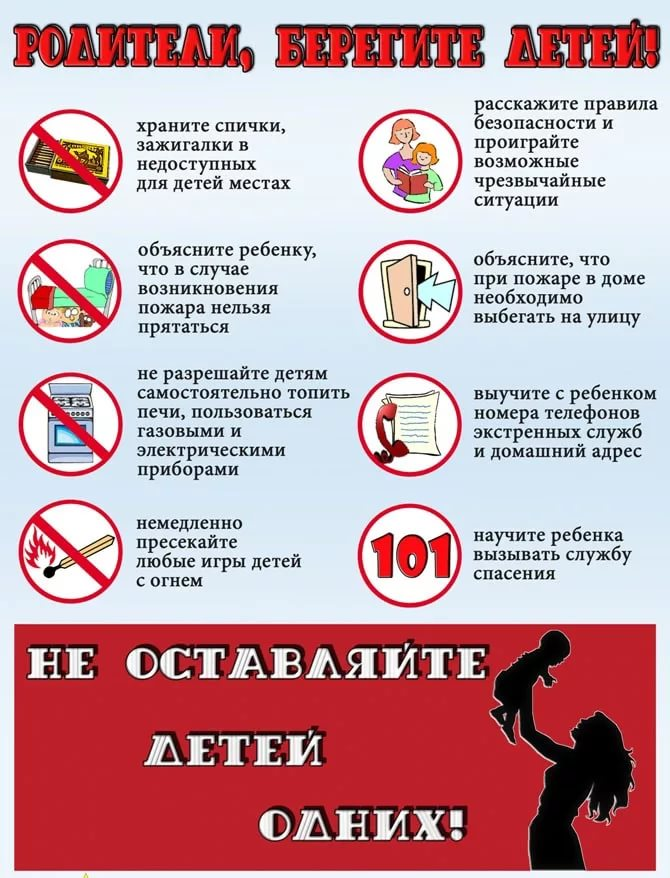 РОДИТЕЛИ, БЕРЕГИТЕ ДЕТЕЙ!
храните спички,
зажигалки в
недоступных
для детей местах
расскажите правила
безопасности и
проиграйте
возможные
чрезвычайные
ситуации
объясните ребенку,
что в случае
возникновения
пожара нельзя
прятаться
объясните, что
при пожаре в доме
необходимо
выбегать на улицу
не разрешайте детям
самостоятельно топить
печи, пользоваться
газовыми и
электрическими
приборами
выучите с ребенком
номера телефонов
экстренных служб
и домашний адрес
немедленно
пресекайте
любые игры детей
с огнем
101
научите ребенка
вызывать службу
спасения
НЕ ОСТАВЛЯЙТЕ
ДЕТЕЙ
ОДНИХ!